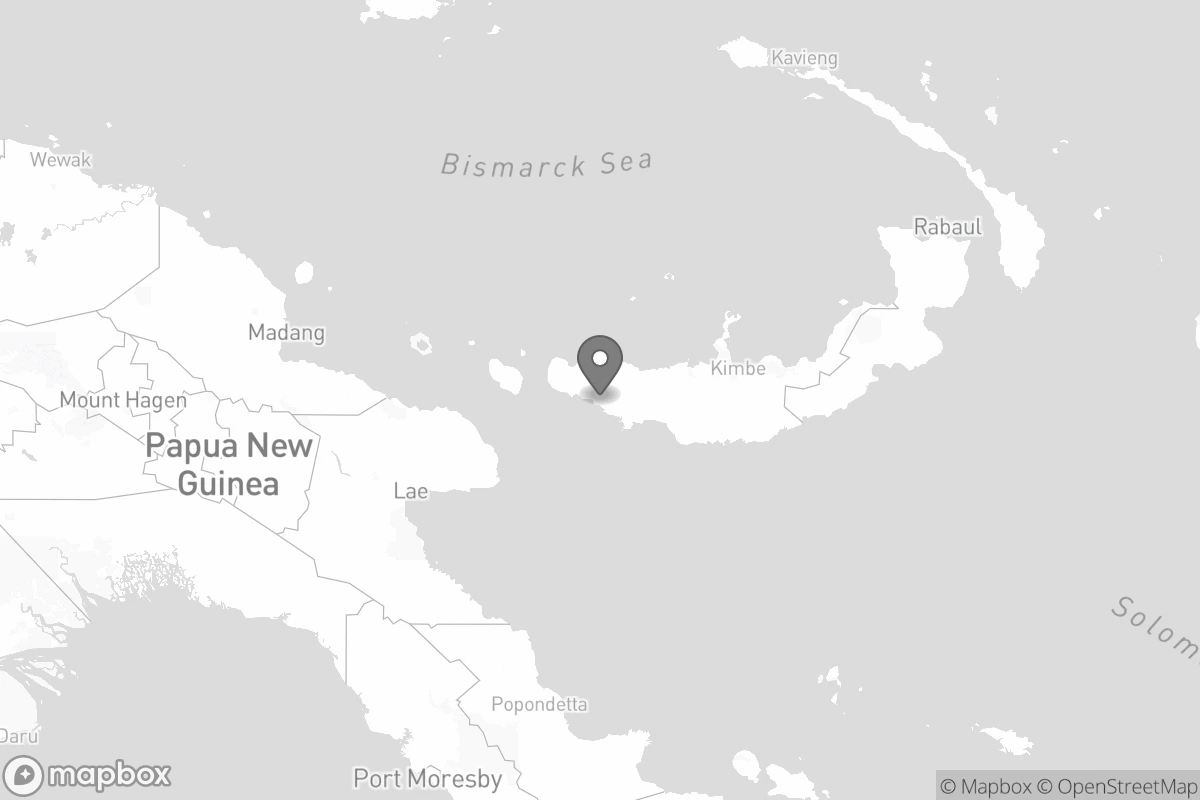 Kavieng
Wewak
Bismarck Sea
Rabaul
Madang
Kimbe
Mount Hagen
Papua New
Guinea
Lae
Solom
Popondetta
Daru
Port Moresby
mapbox
© Mapbox © OpenStreetMap